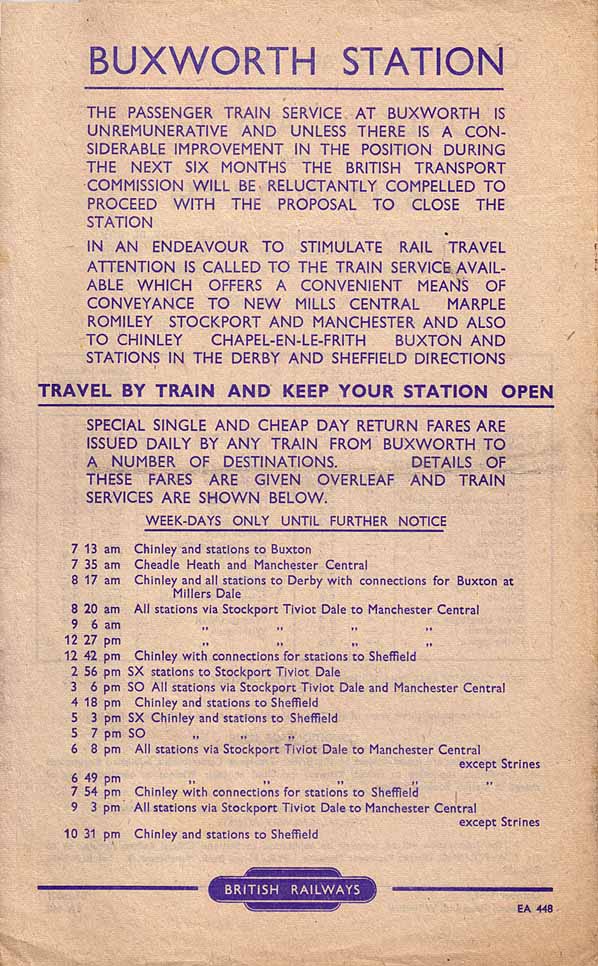 BUXWORTH STATION
THE PASSENGER TRAIN SERVICE AT BUXWORTH IS
UNREMUNERATIVE AND UNLESS THERE IS A CON-
SIDERABLE IMPROVEMENT IN THE POSITION DURING
THE NEXT SIX MONTHS THE BRITISH TRANSPORT
COMMISSION WILL BE RELUCTANTLY COMPELLED TO
PROCEED WITH THE PROPOSAL TO CLOSE THE
STATION
IN AN ENDEAVOUR TO STIMULATE RAIL TRAVEL
ATTENTION IS CALLED TO THE TRAIN SERVICE AVAIL-
ABLE WHICH OFFERS A CONVENIENT MEANS OF
CONVEYANCE TO NEW MILLS CENTRAL MARPLE
ROMILEY STOCKPORT AND MANCHESTER AND ALSO
TO CHINLEY CHAPEL-EN-LE-FRITH BUXTON AND
STATIONS IN THE DERBY AND SHEFFIELD DIRECTIONS
TRAVEL BY TRAIN AND KEEP YOUR STATION OPEN
SPECIAL SINGLE AND CHEAP DAY RETURN FARES ARE
ISSUED DAILY BY ANY TRAIN FROM BUXWORTH TO
A NUMBER OF DESTINATIONS. DETAILS OF
THESE FARES ARE GIVEN OVERLEAF AND TRAIN
SERVICES ARE SHOWN BELOW.
WEEK-DAYS ONLY UNTIL FURTHER NOTICE
7 13 am Chinley and stations to Buxton
7 35 am Cheadle Heath and Manchester Central
8 17 am Chinley and all stations to Derby with connections for Buxton at
Millers Dale
8 20 am All stations via Stockport Tiviot Dale to Manchester Central
9 6 am ,, ,, ,, ,,
12 27 pm ,, ,, ,, ,,
12 42 pm Chinley with connections for stations to Sheffield
2 56 pm SX stations to Stockport Tiviot Dale
3 6 pm SO All stations via Stockport Tiviot Dale and Manchester Central
4 18 pm Chinley and stations to Sheffield
5 3 pm SX Chinley and stations to Sheffield
5 7 pm SO ,, ,, ,,
6 8 pm All stations via Stockport Tiviot Dale to Manchester Central
except Strines
6 49 pm ,, ,, ,, ,, ,,
7 54 pm Chinley with connections for stations to Sheffield
9 3 pm All stations via Stockport Tiviot Dale to Manchester Central
except Strines
10 31 pm Chinley and stations to Sheffield
BRITISH RAILWAYS
EA 448